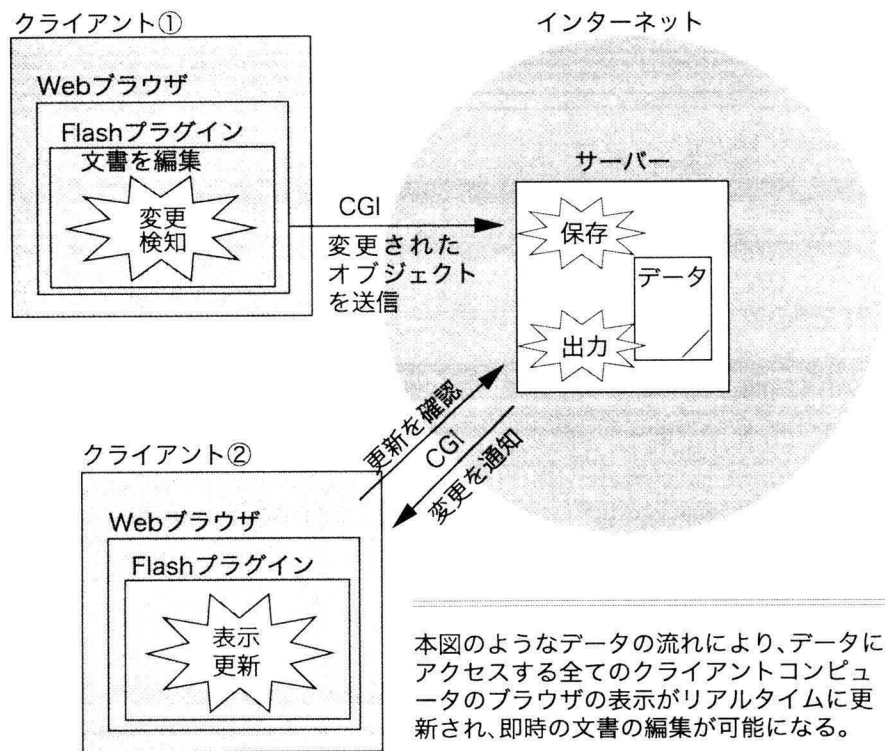 クライアント①
Webブラウザ
Flashプラグイン
文書を編集
変更
検知
CGI
変更された
オブジェクト
を送信
インターネット
サーバー
保存
データ
出力
更新を確認
CGI
変更を通知
クライアント②
Webブラウザ
Flashプラグイン
表示
更新
本図のようなデータの流れにより、データに
アクセスする全てのクライアントコンピュ
ータのブラウザの表示がリアルタイムに更
新され、即時の文書の編集が可能になる。